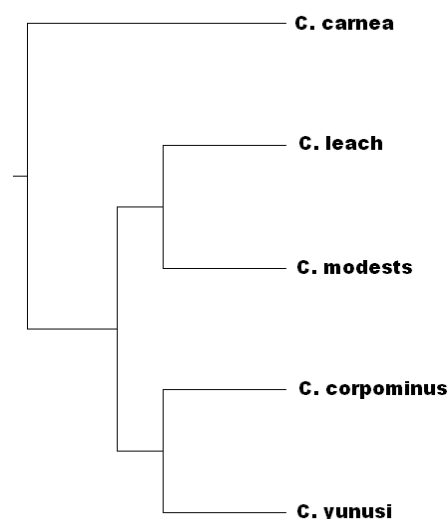 C. carnea
C. leach
C. modests
C. corpominus
C. yunusi